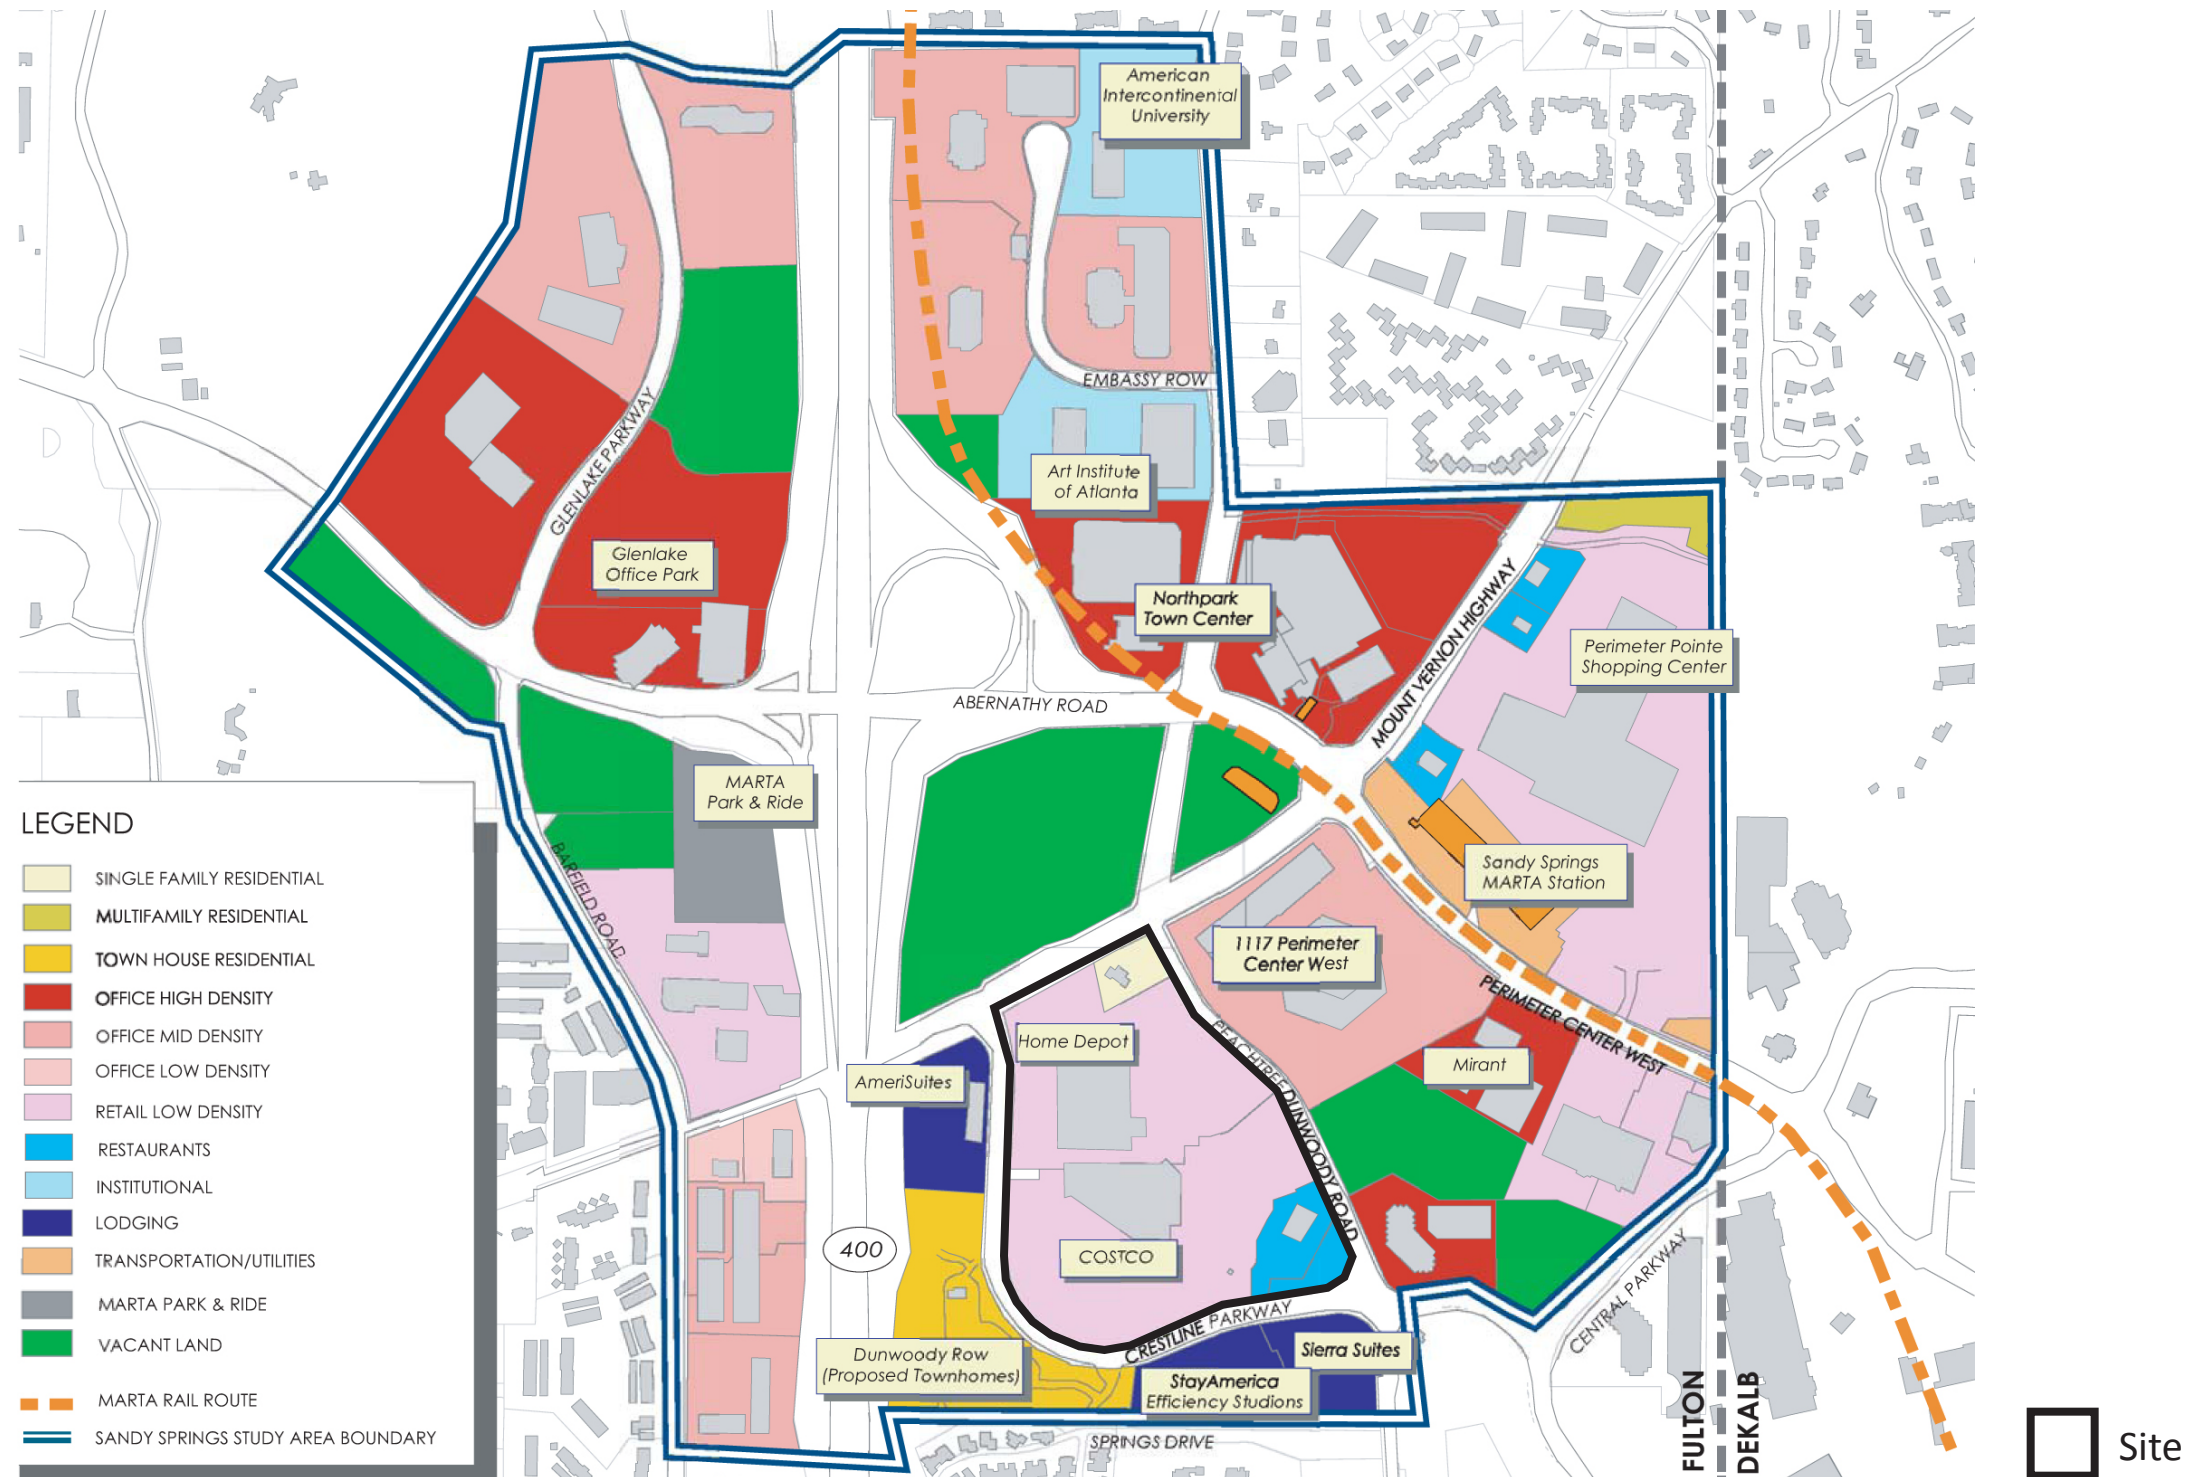 American
Intercontinental
University
EMBASSY ROW
GLENLAKE PARKWAY
Art Institute
of Atlanta
Glenlake
Office Park
Northpark
Town Center
MOUNT VERNON HIGHWAY
Perimeter Pointe
Shopping Center
ABERNATHY ROAD
MARTA
Park & Ride
BARFIELD ROAD
Sandy Springs
MARTA Station
1117 Perimeter
Center West
PERIMETER CENTER WEST
Home Depot
PEACHTREE DUNWOODY ROAD
Mirant
AmeriSuites
400
COSTCO
CRESTLINE PARKWAY
CENTRAL PARKWAY
Dunwoody Row
(Proposed Townhomes)
Sierra Suites
StayAmerica
Efficiency Studions
SPRINGS DRIVE
FULTON
DEKALB
LEGEND
SINGLE FAMILY RESIDENTIAL
MULTIFAMILY RESIDENTIAL
TOWN HOUSE RESIDENTIAL
OFFICE HIGH DENSITY
OFFICE MID DENSITY
OFFICE LOW DENSITY
RETAIL LOW DENSITY
RESTAURANTS
INSTITUTIONAL
LODGING
TRANSPORTATION/UTILITIES
MARTA PARK & RIDE
VACANT LAND
MARTA RAIL ROUTE
SANDY SPRINGS STUDY AREA BOUNDARY
Site